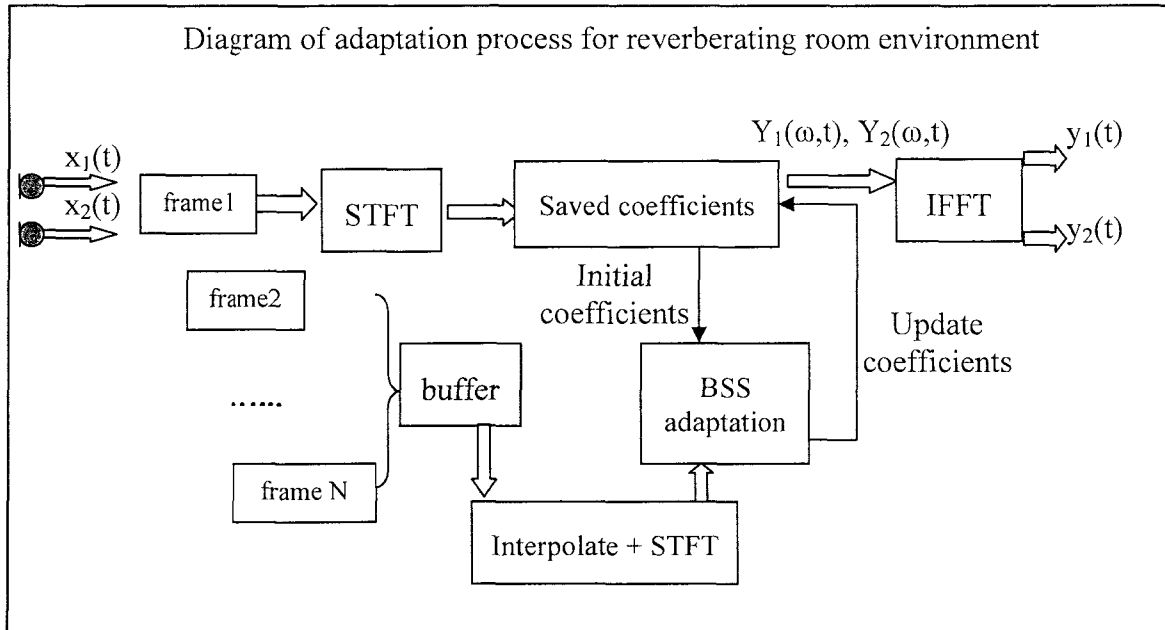 Diagram of adaptation process for reverberating room environment
x₁(t)
x₂(t)
frame1
STFT
Saved coefficients
Y₁(ω,t), Y₂(ω,t)
IFFT
y₁(t)
y₂(t)
frame2
......
frame N
buffer
Initial
coefficients
Update
coefficients
BSS
adaptation
Interpolate + STFT